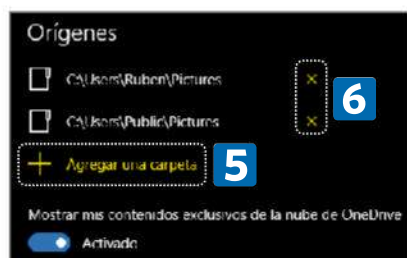 Orígenes
C:\Users\Ruben\Pictures
6
C:\Users\Public\Pictures
Agregar una carpeta
5
Mostrar mis contenidos exclusivos de la nube de OneDrive
Activado